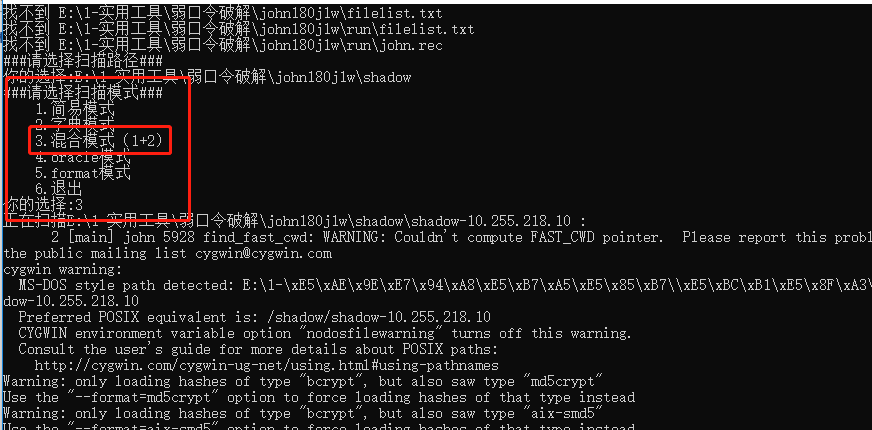 找不到 E:\1-实用工具\弱口令破解\john180j1w\filelist.txt
找不到 E:\1-实用工具\弱口令破解\john180j1w\run\filelist.txt
找不到 E:\1-实用工具\弱口令破解\john180j1w\run\john.rec
###请选择扫描路径###
你的选择:E:\1-实用工具\弱口令破解\john180j1w\shadow
###请选择扫描模式###
1.简易模式
2.字典模式
3.混合模式（1+2）
4.oracle模式
5.format模式
6.退出
你的选择:3
正在扫描E:\1-实用工具\弱口令破解\john180j1w\shadow\shadow-10.255.218.10 :
2 [main] john 5928 find_fast_cwd: WARNING: Couldn't compute FAST_CWD pointer.  Please report this probl
the public mailing list cygwin@cygwin.com
cygwin warning:
MS-DOS style path detected: E:\1-\xE5\xAE\x9E\xE7\x94\xA8\xE5\xB7\xA5\xE5\x85\xB7\\xE5\xBC\xB1\xE5\x8F\xA3\
dow-10.255.218.10
Preferred POSIX equivalent is: /shadow/shadow-10.255.218.10
CYGWIN environment variable option "nodosfilewarning" turns off this warning.
Consult the user's guide for more details about POSIX paths:
http://cygwin.com/cygwin-ug-net/using.html#using-pathnames
Warning: only loading hashes of type "bcrypt", but also saw type "md5crypt"
Use the "--format=md5crypt" option to force loading hashes of that type instead
Warning: only loading hashes of type "bcrypt", but also saw type "aix-smd5"
Use the "--format=aix-smd5" option to force loading hashes of that type instead